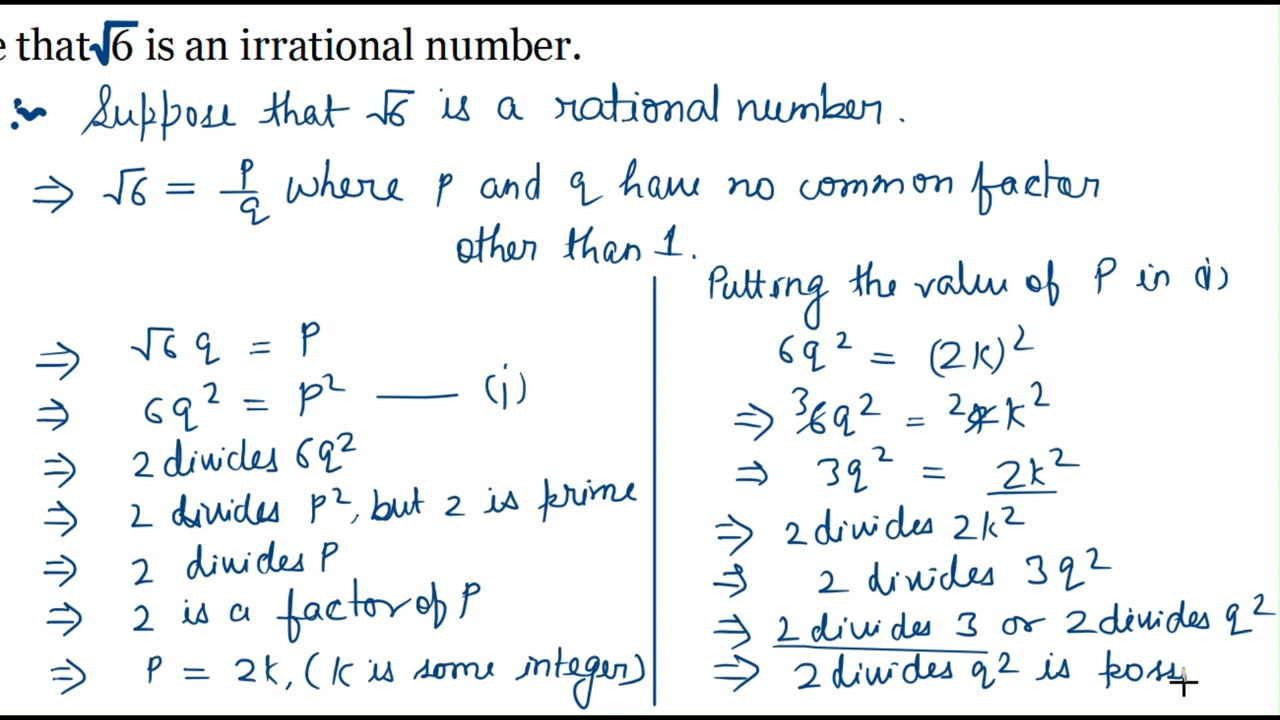 e that √6 is an irrational number.
:~ Suppose that √6 is a rational number.
⇒ √6 = p/q where p and q have no common factor
other than 1.
⇒ √6 q = p
⇒ 6q² = p² —— (i)
⇒ 2 divides 6q²
⇒ 2 divides p², but 2 is prime
⇒ 2 divides p
⇒ 2 is a factor of p
⇒ p = 2k, (k is some integer)
Putting the value of p in (i)
6q² = (2k)²
⇒ ³6q² = ²4k²
⇒ 3q² = 2k²
⇒ 2 divides 2k²
⇒ 2 divides 3q²
⇒ 2 divides 3 or 2 divides q²
⇒ 2 divides q² is poss